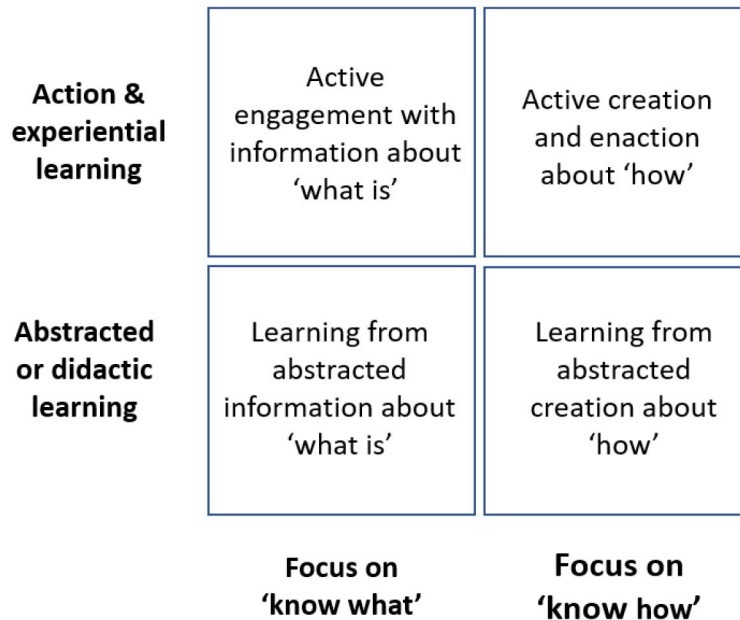 Action &
experiential
learning
Active
engagement with
information about
‘what is’
Active creation
and enaction
about ‘how’
Abstracted
or didactic
learning
Learning from
abstracted
information about
‘what is’
Learning from
abstracted
creation about
‘how’
Focus on
‘know what’
Focus on
‘know how’